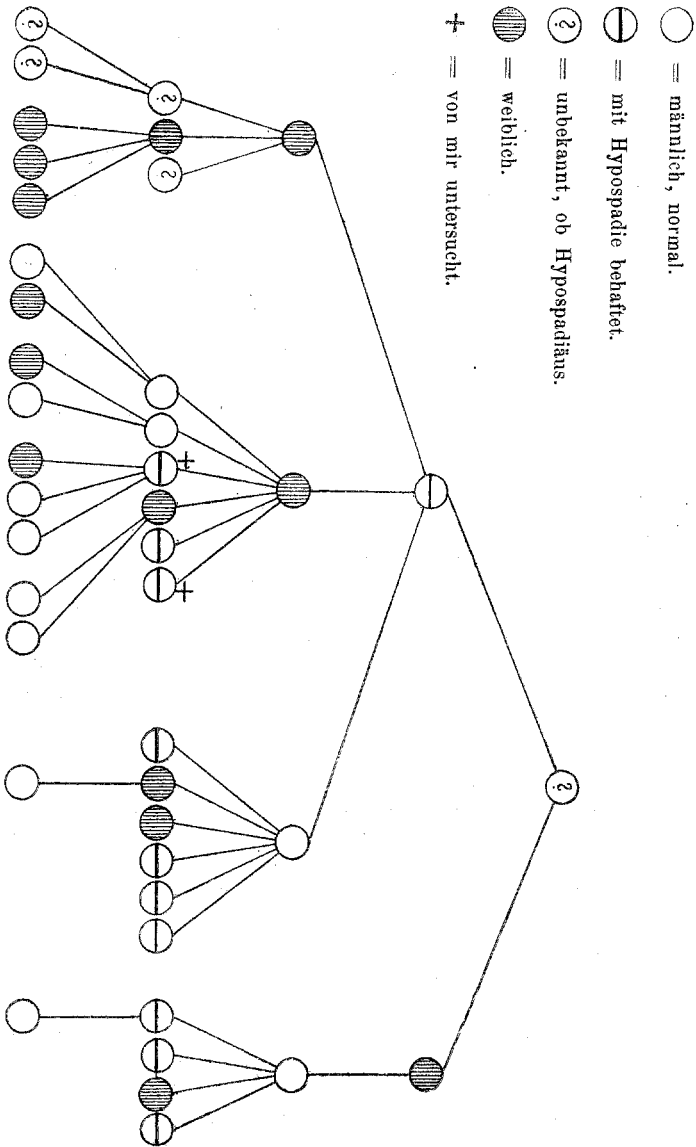 = männlich, normal.
= mit Hypospadie behaftet.
? = unbekannt, ob Hypospadiäus.
= weiblich.
+ = von mir untersucht.
?
?
?
?
?
+
+